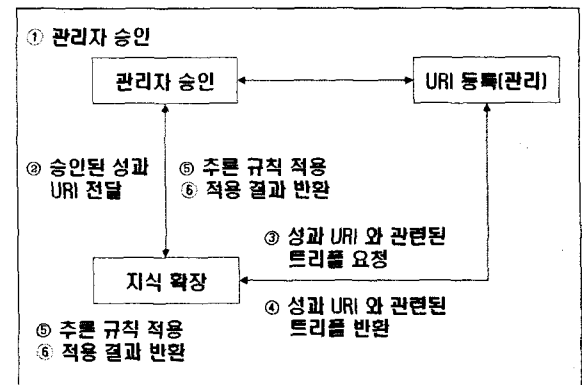 ① 관리자 승인
관리자 승인
URI 등록(관리)
② 승인된 성과
URI 전달
⑤ 추론 규칙 적용
⑥ 적용 결과 반환
③ 성과 URI 와 관련된
트리플 요청
지식 확장
④ 성과 URI 와 관련된
트리플 반환
⑤ 추론 규칙 적용
⑥ 적용 결과 반환